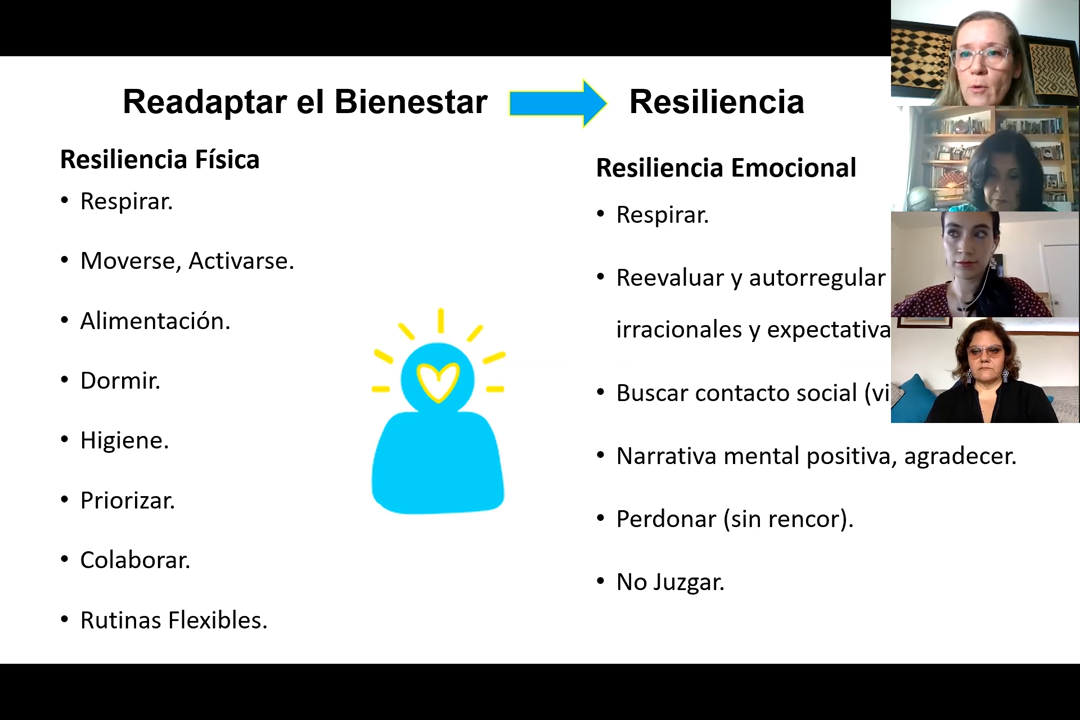 Readaptar el Bienestar
Resiliencia
Resiliencia Física
• Respirar.
• Moverse, Activarse.
• Alimentación.
• Dormir.
• Higiene.
• Priorizar.
• Colaborar.
• Rutinas Flexibles.
Resiliencia Emocional
• Respirar.
• Reevaluar y autorregular
irracionales y expectativa
• Buscar contacto social (vi
• Narrativa mental positiva, agradecer.
• Perdonar (sin rencor).
• No Juzgar.